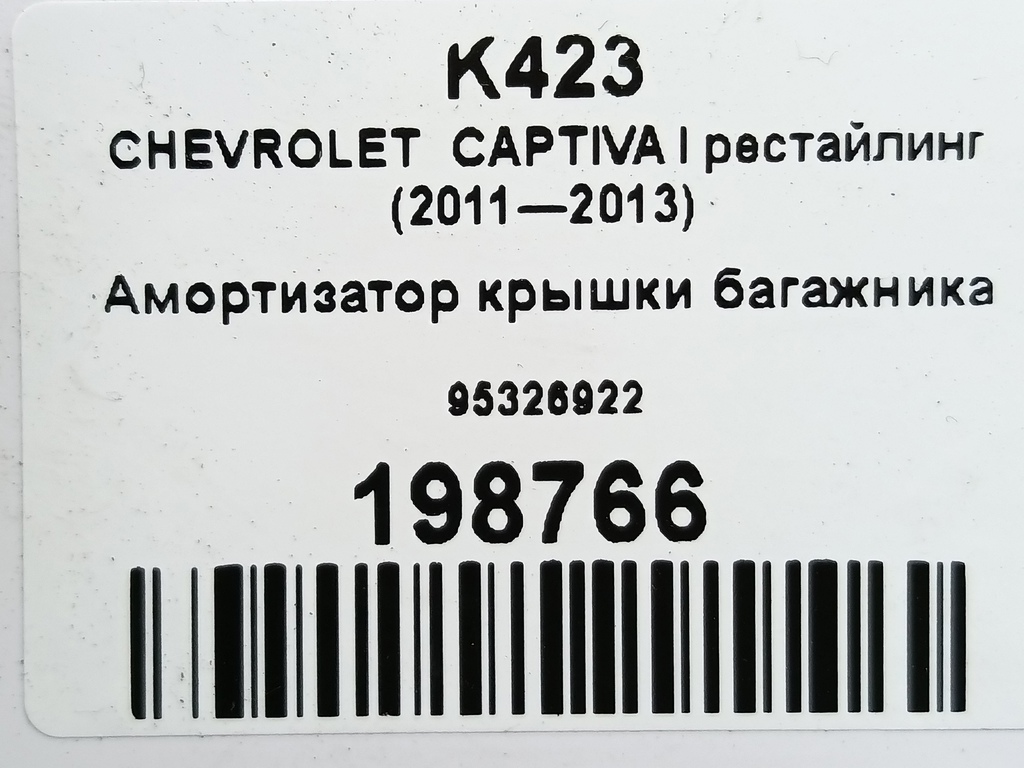 K423
CHEVROLET CAPTIVA I рестайлинг
(2011—2013)
Амортизатор крышки багажника
95326922
198766